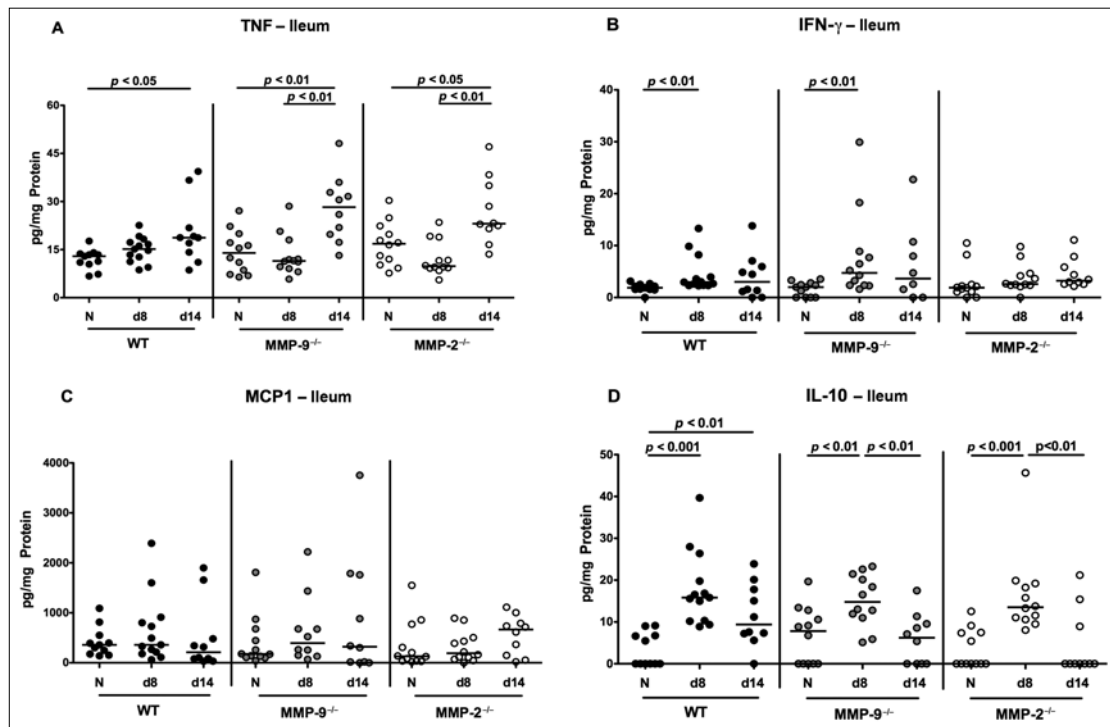 A
TNF – Ileum
p < 0.05
p < 0.01
p < 0.01
p < 0.05
p < 0.01
pg/mg Protein
60
45
30
15
0
N d8 d14 N d8 d14 N d8 d14
WT MMP-9⁻/⁻ MMP-2⁻/⁻
B
IFN-γ – Ileum
p < 0.01
p < 0.01
pg/mg Protein
40
30
20
10
0
N d8 d14 N d8 d14 N d8 d14
WT MMP-9⁻/⁻ MMP-2⁻/⁻
C
MCP1 – Ileum
pg/mg Protein
4000
3000
2000
1000
0
N d8 d14 N d8 d14 N d8 d14
WT MMP-9⁻/⁻ MMP-2⁻/⁻
D
IL-10 – Ileum
p < 0.01
p < 0.001
p < 0.01
p < 0.01
p < 0.001
p<0.01
pg/mg Protein
50
40
30
20
10
0
N d8 d14 N d8 d14 N d8 d14
WT MMP-9⁻/⁻ MMP-2⁻/⁻